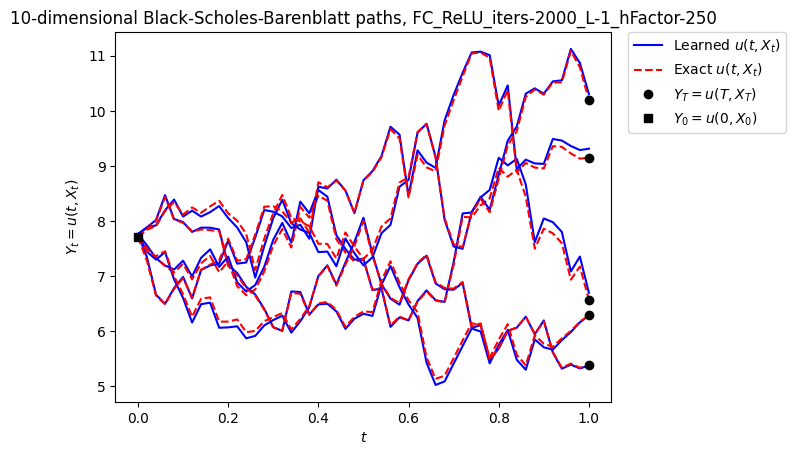 10-dimensional Black-Scholes-Barenblatt paths, FC_ReLU_iters-2000_L-1_hFactor-250
Learned u(t, X_t)
Exact u(t, X_t)
Y_T = u(T, X_T)
Y_0 = u(0, X_0)
Y_t = u(t, X_t)
11
10
9
8
7
6
5
0.0 0.2 0.4 0.6 0.8 1.0
t